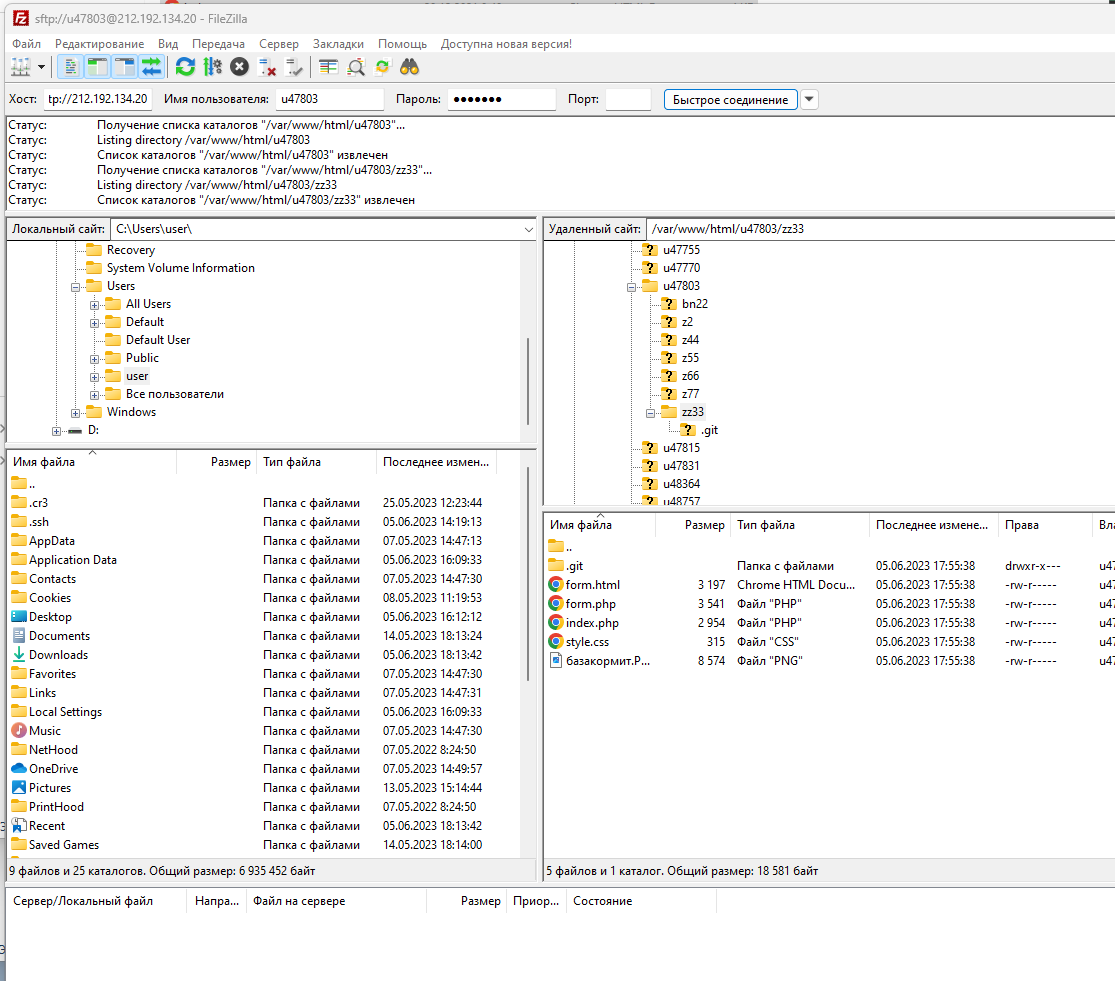 sftp://u47803@212.192.134.20 - FileZilla
Файл Редактирование Вид Передача Сервер Закладки Помощь Доступна новая версия!
Хост: tp://212.192.134.20 Имя пользователя: u47803 Пароль: ●●●●●●● Порт: Быстрое соединение
Статус: Получение списка каталогов "/var/www/html/u47803"...
Статус: Listing directory /var/www/html/u47803
Статус: Список каталогов "/var/www/html/u47803" извлечен
Статус: Получение списка каталогов "/var/www/html/u47803/zz33"...
Статус: Listing directory /var/www/html/u47803/zz33
Статус: Список каталогов "/var/www/html/u47803/zz33" извлечен
Локальный сайт: C:\Users\user\
Recovery
System Volume Information
Users
All Users
Default
Default User
Public
user
Все пользователи
Windows
D:
Имя файла Размер Тип файла Последнее измен...
..
.cr3 Папка с файлами 25.05.2023 12:23:44
.ssh Папка с файлами 05.06.2023 14:19:13
AppData Папка с файлами 07.05.2023 14:47:13
Application Data Папка с файлами 05.06.2023 16:09:33
Contacts Папка с файлами 07.05.2023 14:47:30
Cookies Папка с файлами 08.05.2023 11:19:53
Desktop Папка с файлами 05.06.2023 16:12:12
Documents Папка с файлами 14.05.2023 18:13:24
Downloads Папка с файлами 05.06.2023 18:13:42
Favorites Папка с файлами 07.05.2023 14:47:30
Links Папка с файлами 07.05.2023 14:47:31
Local Settings Папка с файлами 05.06.2023 16:09:33
Music Папка с файлами 07.05.2023 14:47:30
NetHood Папка с файлами 07.05.2022 8:24:50
OneDrive Папка с файлами 07.05.2023 14:49:57
Pictures Папка с файлами 13.05.2023 15:14:44
PrintHood Папка с файлами 07.05.2022 8:24:50
Recent Папка с файлами 05.06.2023 18:13:42
Saved Games Папка с файлами 14.05.2023 18:14:00
9 файлов и 25 каталогов. Общий размер: 6 935 452 байт
Удаленный сайт: /var/www/html/u47803/zz33
u47755
u47770
u47803
bn22
z2
z44
z55
z66
z77
zz33
.git
u47815
u47831
u48364
u48757
Имя файла Размер Тип файла Последнее измене... Права Вла
..
.git Папка с файлами 05.06.2023 17:55:38 drwxr-x--- u47
form.html 3 197 Chrome HTML Docu... 05.06.2023 17:55:38 -rw-r----- u47
form.php 3 541 Файл "PHP" 05.06.2023 17:55:38 -rw-r----- u47
index.php 2 954 Файл "PHP" 05.06.2023 17:55:38 -rw-r----- u47
style.css 315 Файл "CSS" 05.06.2023 17:55:38 -rw-r----- u47
базакормит.P... 8 574 Файл "PNG" 05.06.2023 17:55:38 -rw-r----- u47
5 файлов и 1 каталог. Общий размер: 18 581 байт
Сервер/Локальный файл Напра... Файл на сервере Размер Приор... Состояние